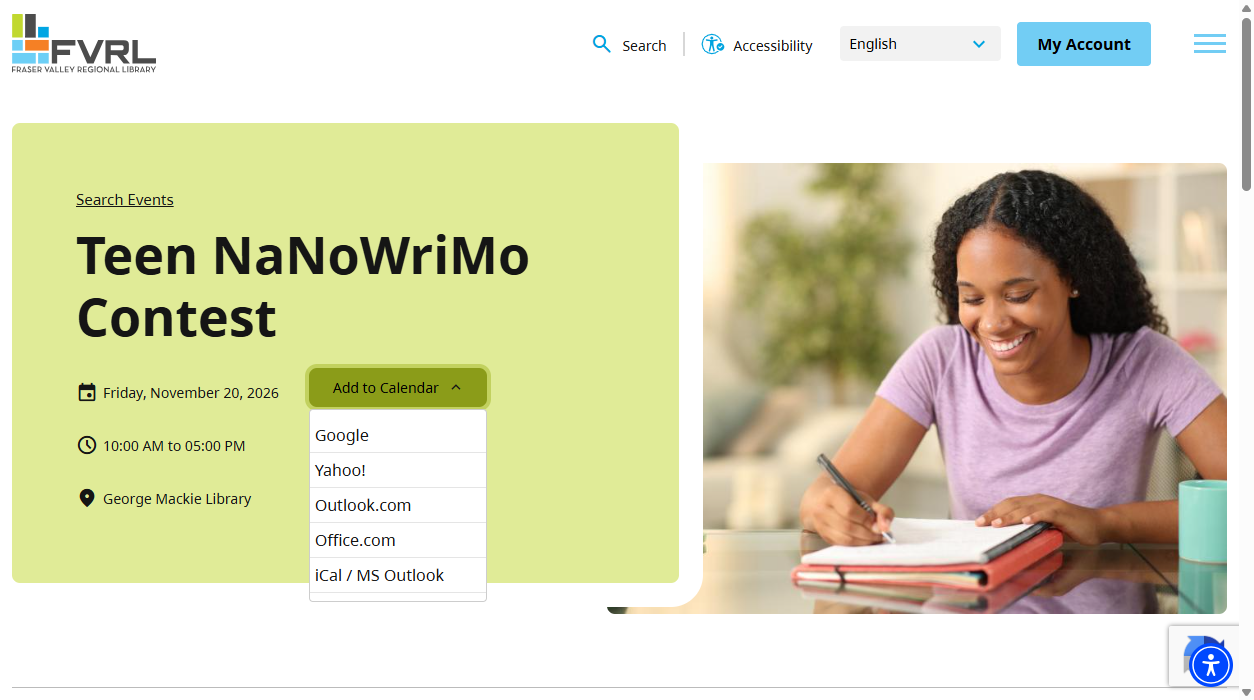 FVRL
FRASER VALLEY REGIONAL LIBRARY
Search
Accessibility
English
My Account
Search Events
Teen NaNoWriMo
Contest
Friday, November 20, 2026
10:00 AM to 05:00 PM
George Mackie Library
Add to Calendar
Google
Yahoo!
Outlook.com
Office.com
iCal / MS Outlook